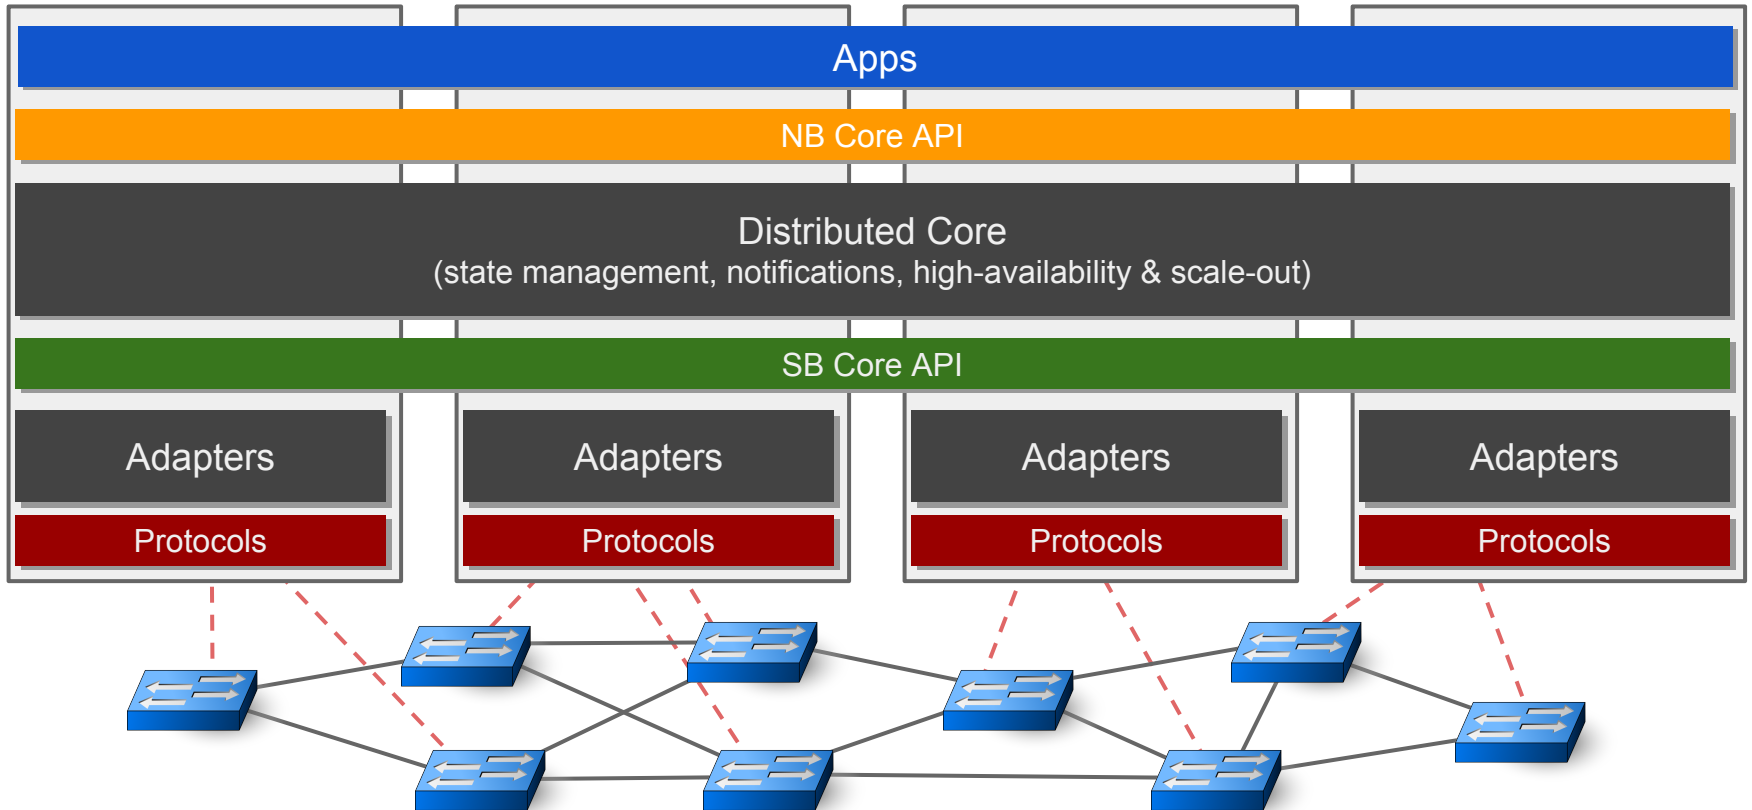 Apps
NB Core API
Distributed Core
(state management, notifications, high-availability & scale-out)
SB Core API
Adapters
Adapters
Adapters
Adapters
Protocols
Protocols
Protocols
Protocols